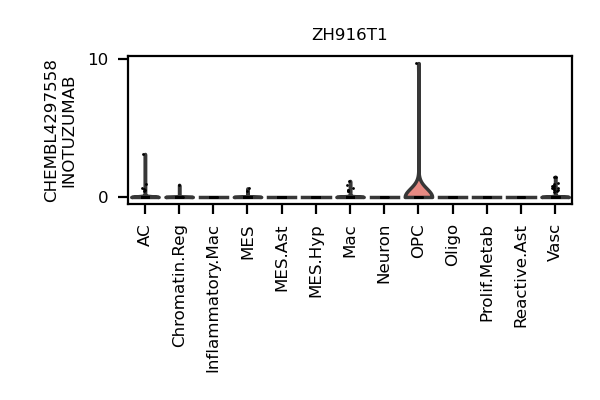 ZH916T1
CHEMBL4297558
INOTUZUMAB
10
0
AC
Chromatin.Reg
Inflammatory.Mac
MES
MES.Ast
MES.Hyp
Mac
Neuron
OPC
Oligo
Prolif.Metab
Reactive.Ast
Vasc